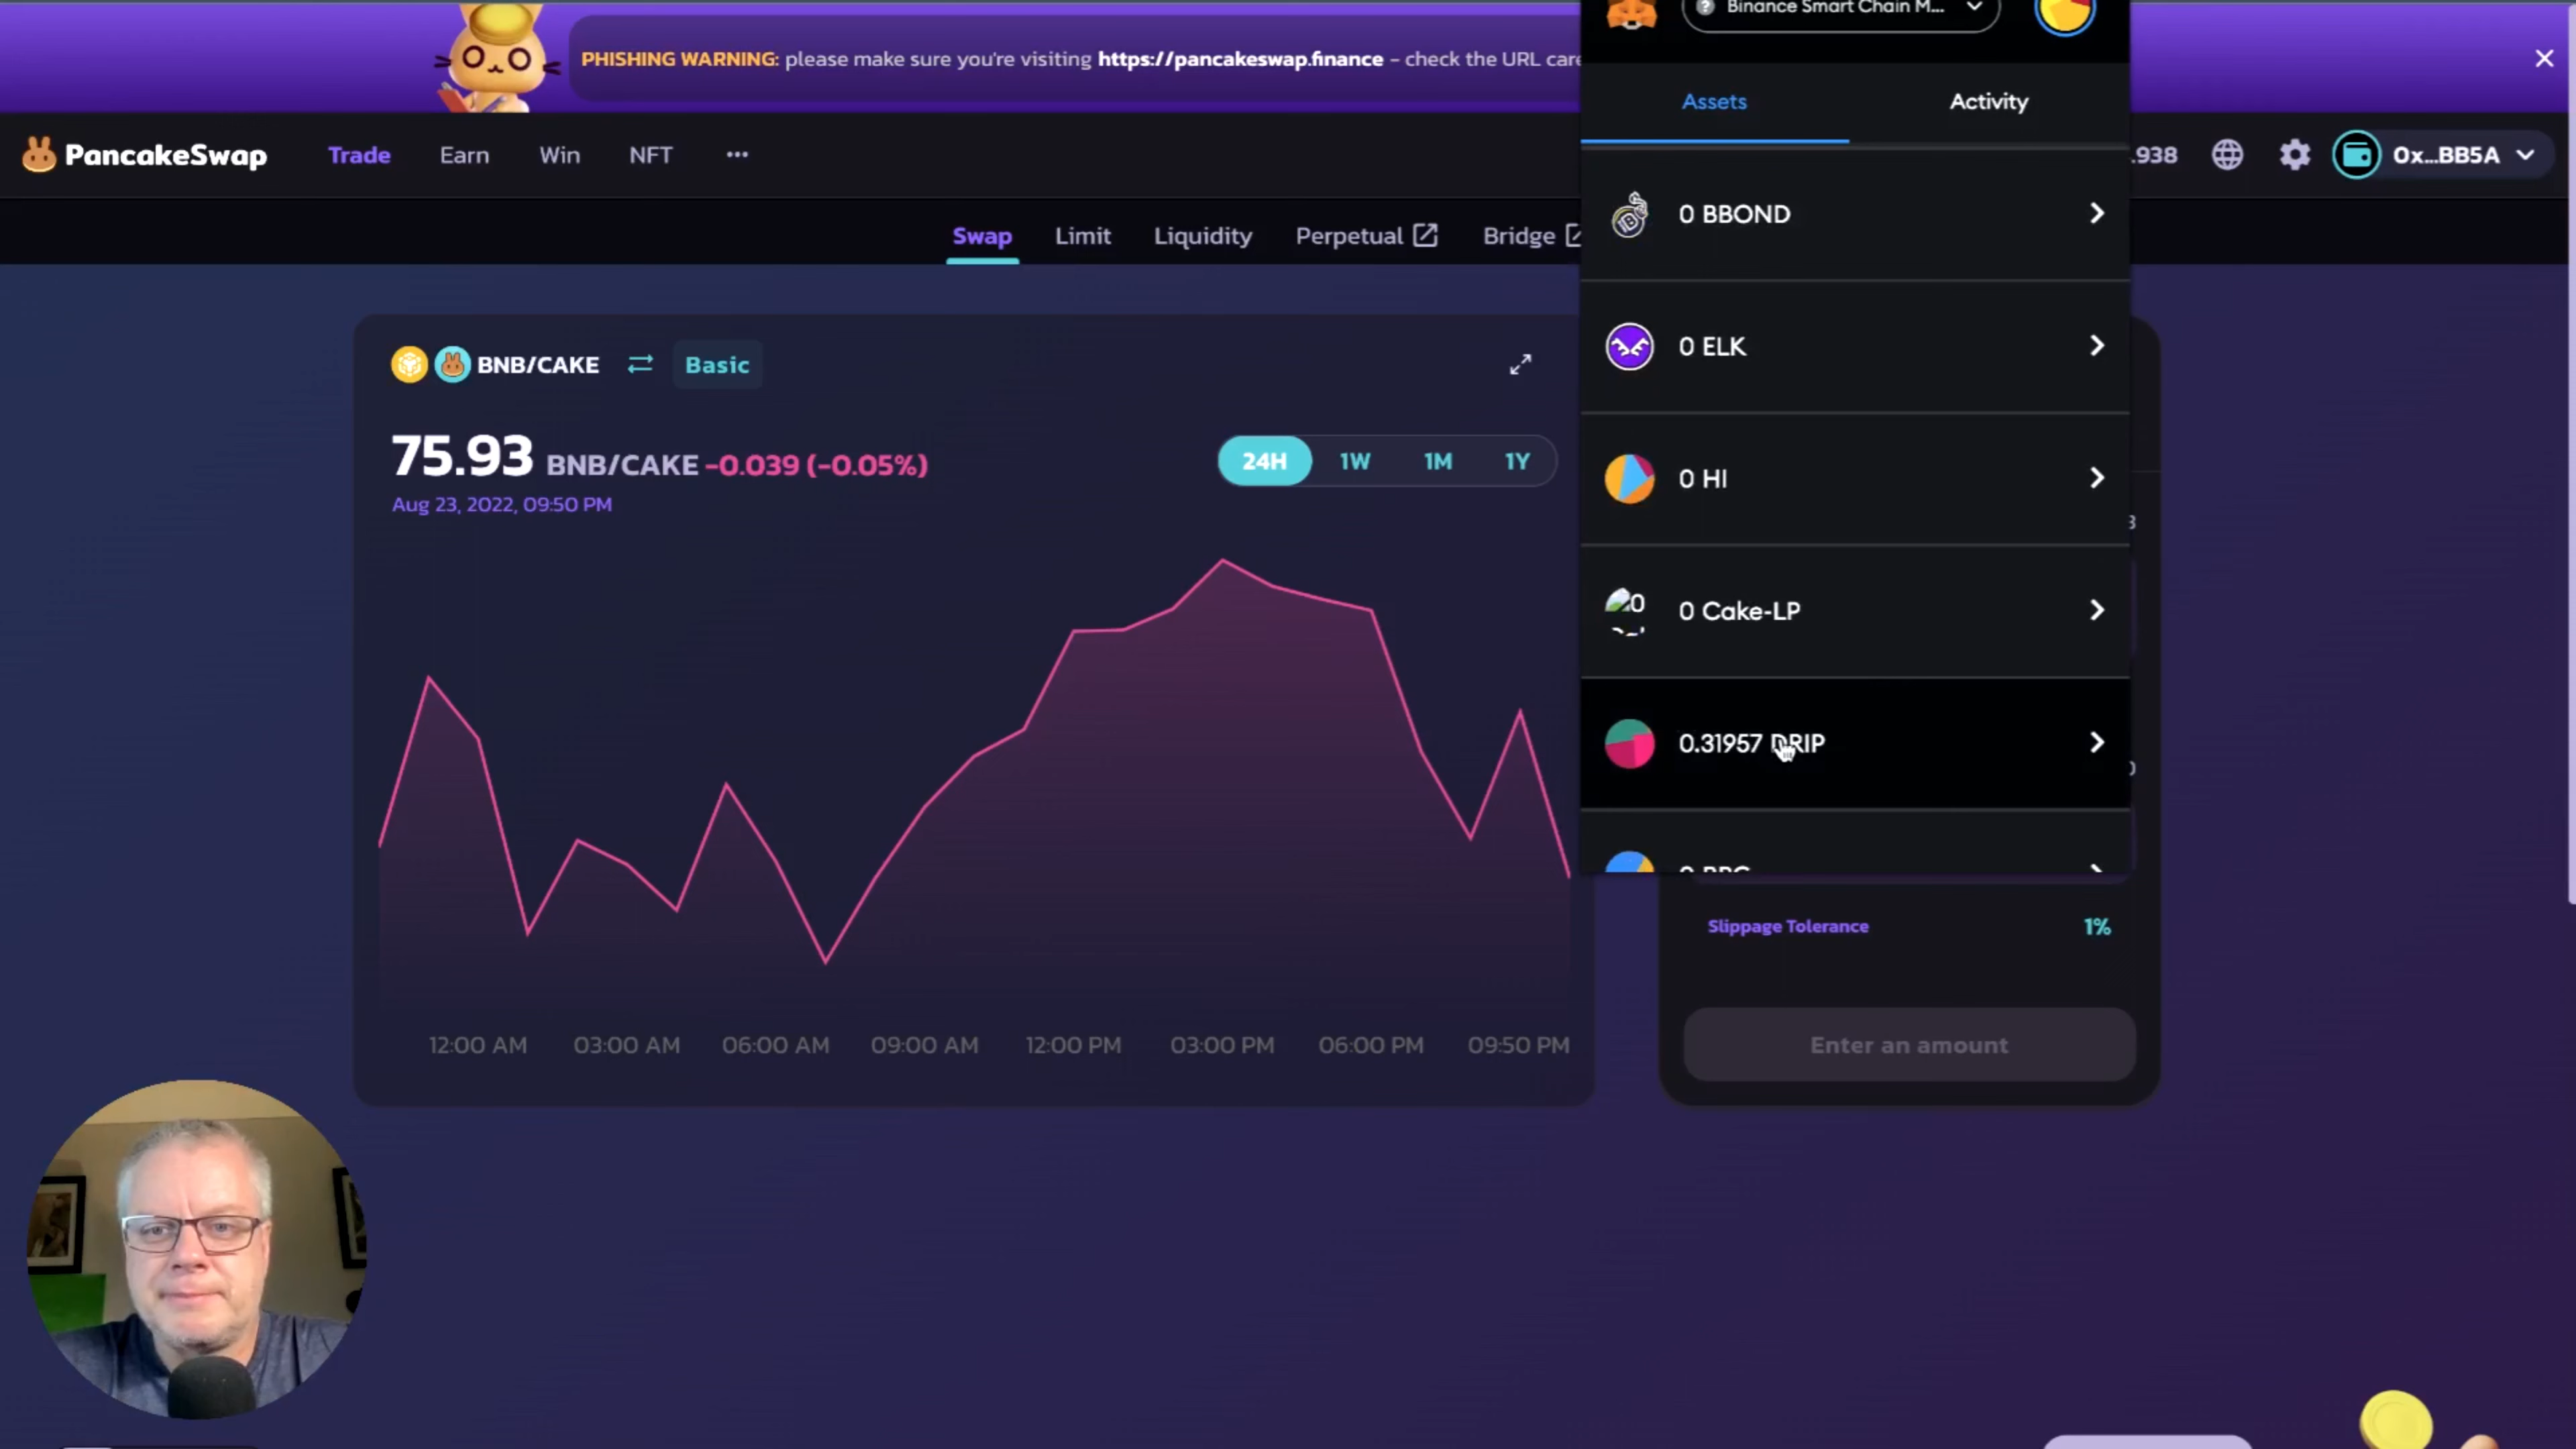 PHISHING WARNING: please make sure you're visiting https://pancakeswap.finance - check the URL care
Binance Smart Chain M...
Assets
Activity
PancakeSwap
Trade
Earn
Win
NFT
.938
0x...BB5A
Swap
Limit
Liquidity
Perpetual
Bridge
0 BBOND
0 ELK
0 HI
0 Cake-LP
0.31957 DRIP
BNB/CAKE
Basic
75.93 BNB/CAKE -0.039 (-0.05%)
Aug 23, 2022, 09:50 PM
24H
1W
1M
1Y
12:00 AM
03:00 AM
06:00 AM
09:00 AM
12:00 PM
03:00 PM
06:00 PM
09:50 PM
Slippage Tolerance
1%
Enter an amount